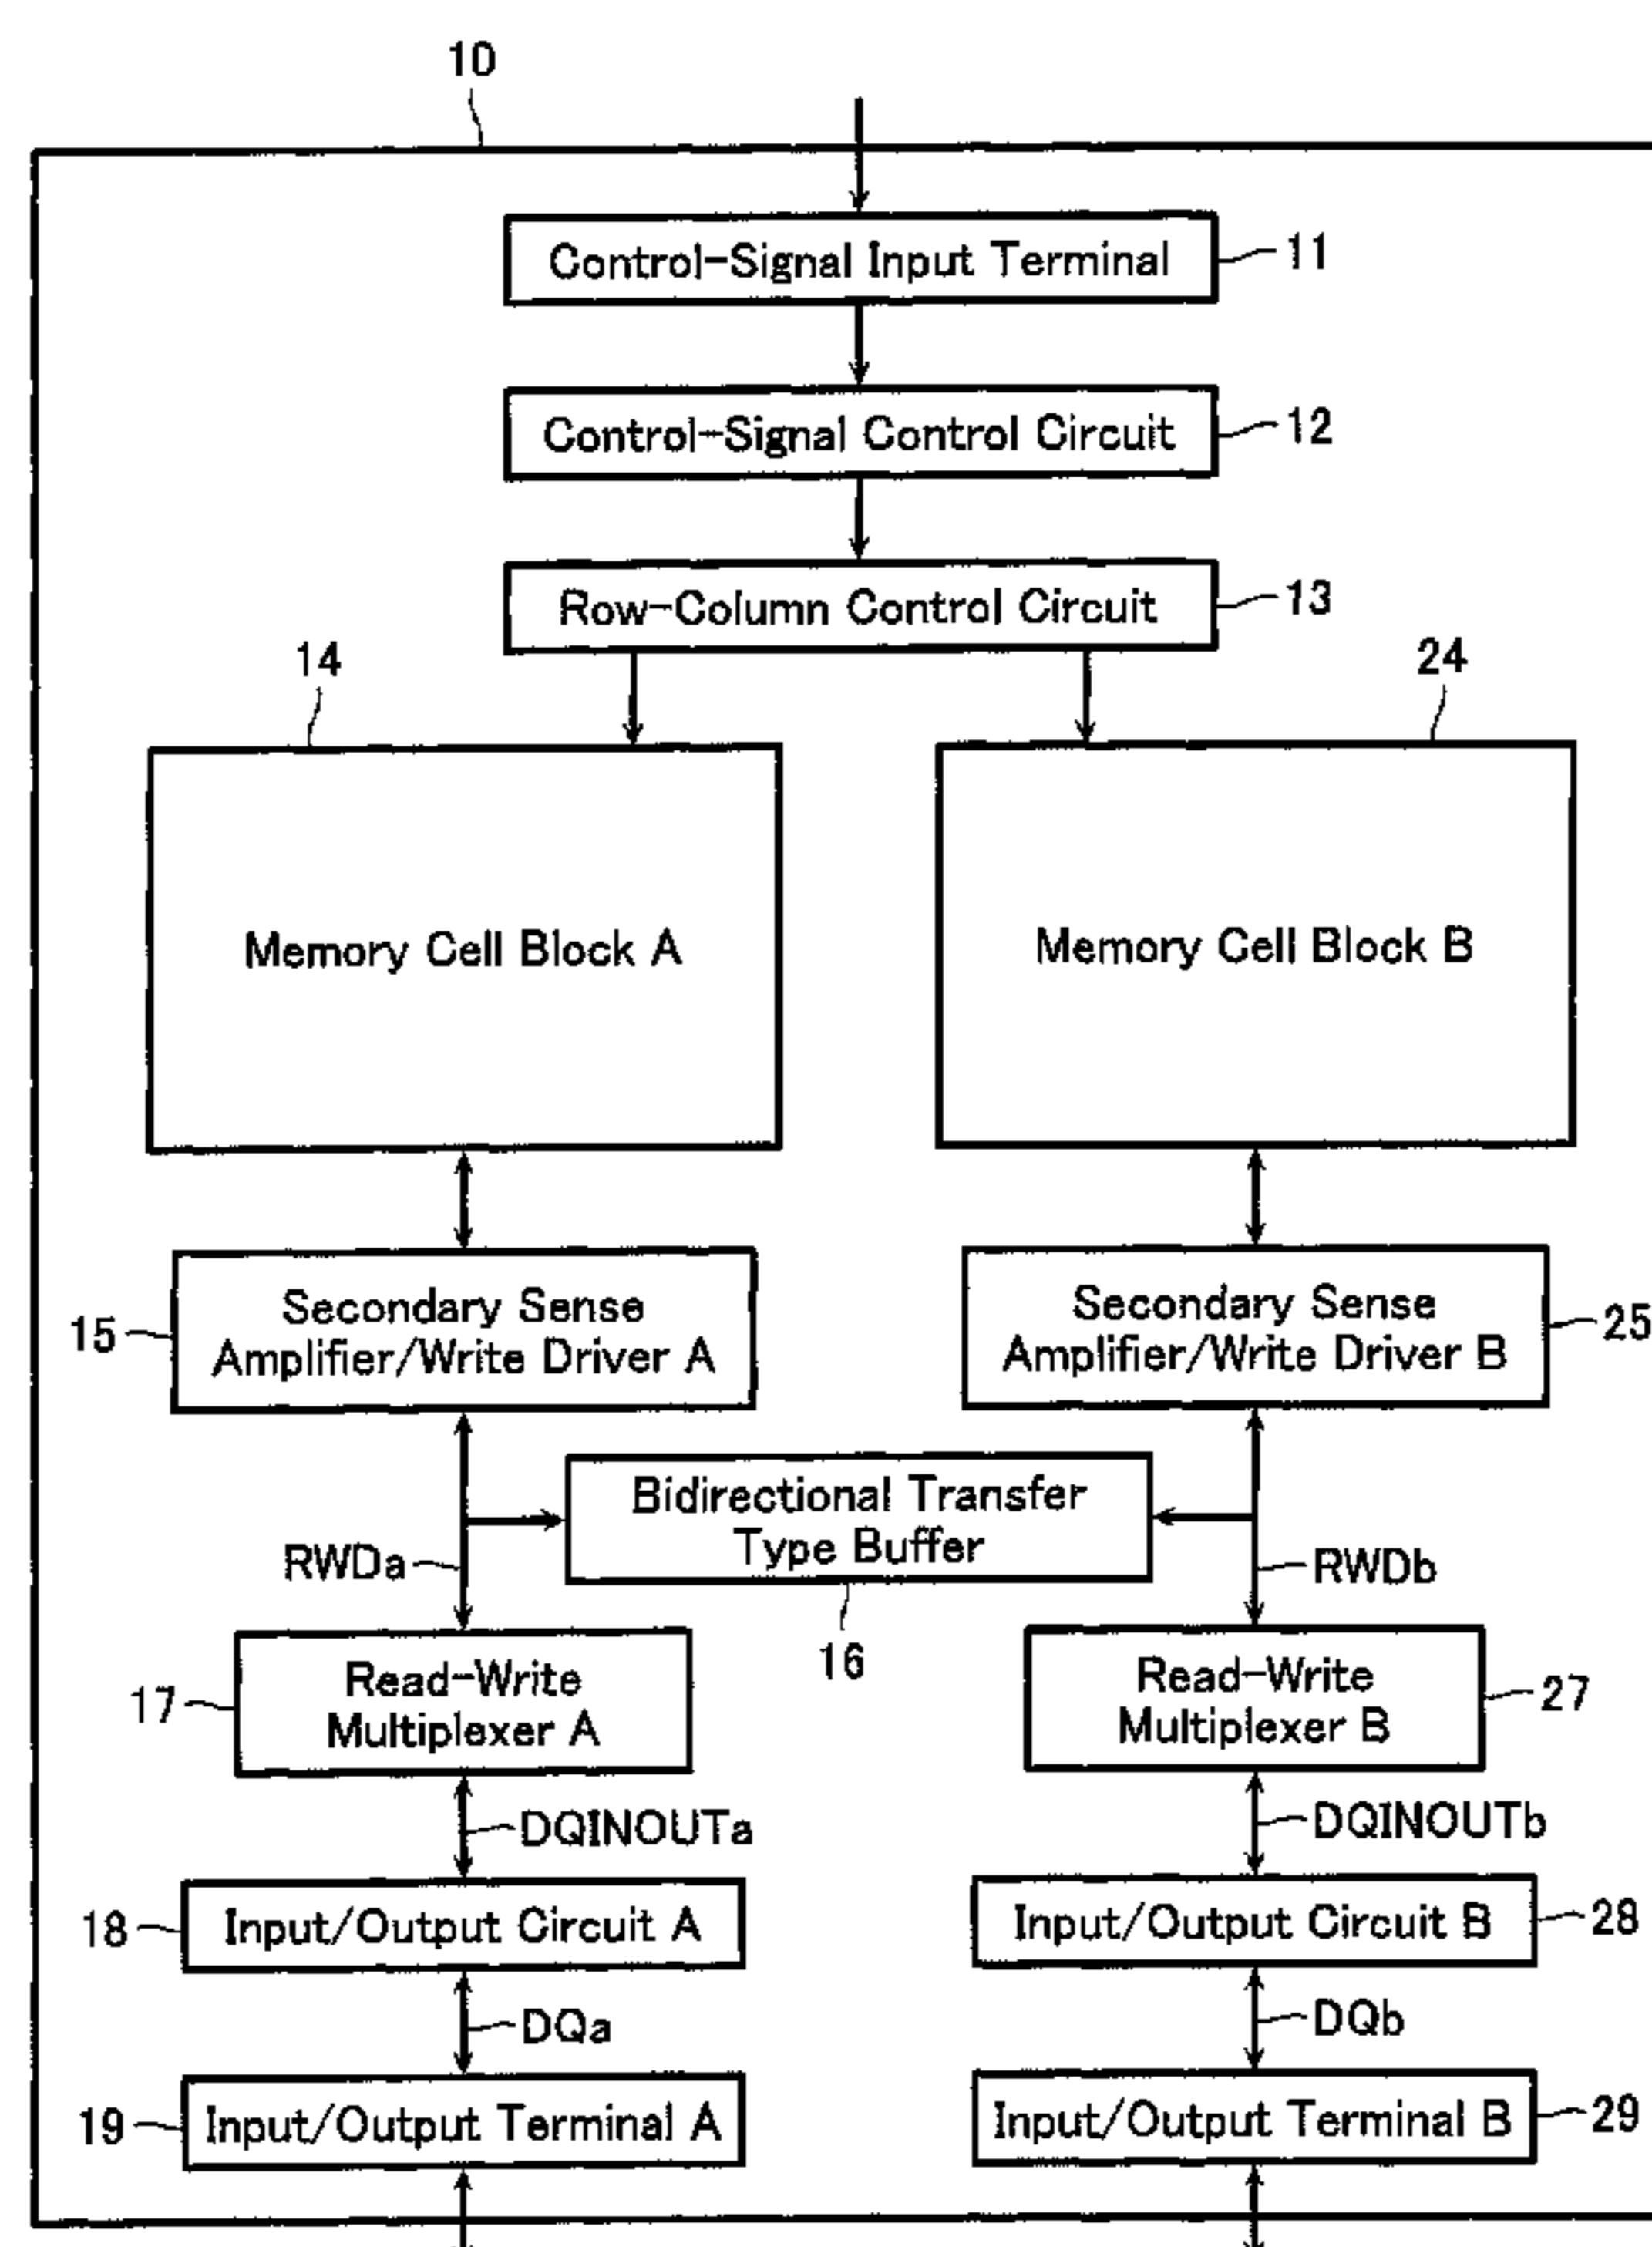 10
Control-Signal Input Terminal
11
Control-Signal Control Circuit
12
Row-Column Control Circuit
13
14
24
Memory Cell Block A
Memory Cell Block B
15
Secondary Sense
Amplifier/Write Driver A
Secondary Sense
Amplifier/Write Driver B
25
Bidirectional Transfer
Type Buffer
RWDa
RWDb
16
17
Read-Write
Multiplexer A
Read-Write
Multiplexer B
27
DQINOUTa
DQINOUTb
18
Input/Output Circuit A
Input/Output Circuit B
28
DQa
DQb
19
Input/Output Terminal A
Input/Output Terminal B
29